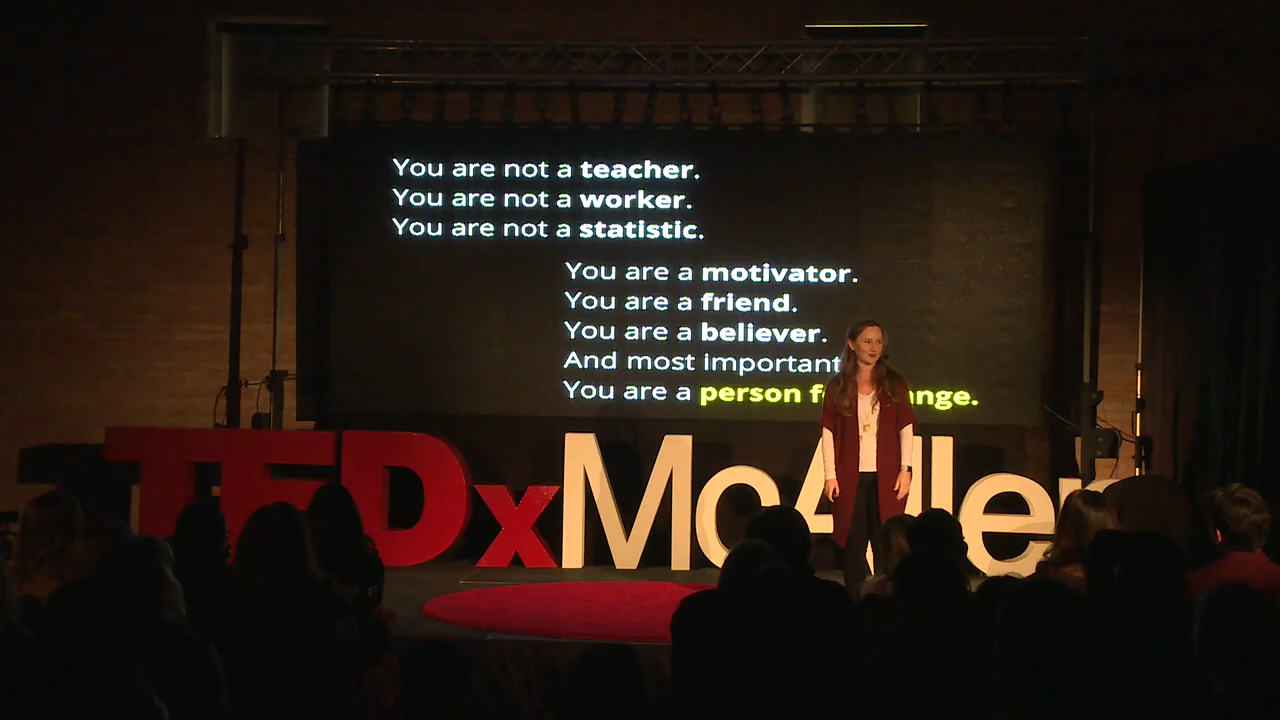 You are not a teacher.
You are not a worker.
You are not a statistic.
You are a motivator.
You are a friend.
You are a believer.
And most important
You are a person
TEDxMcAllen